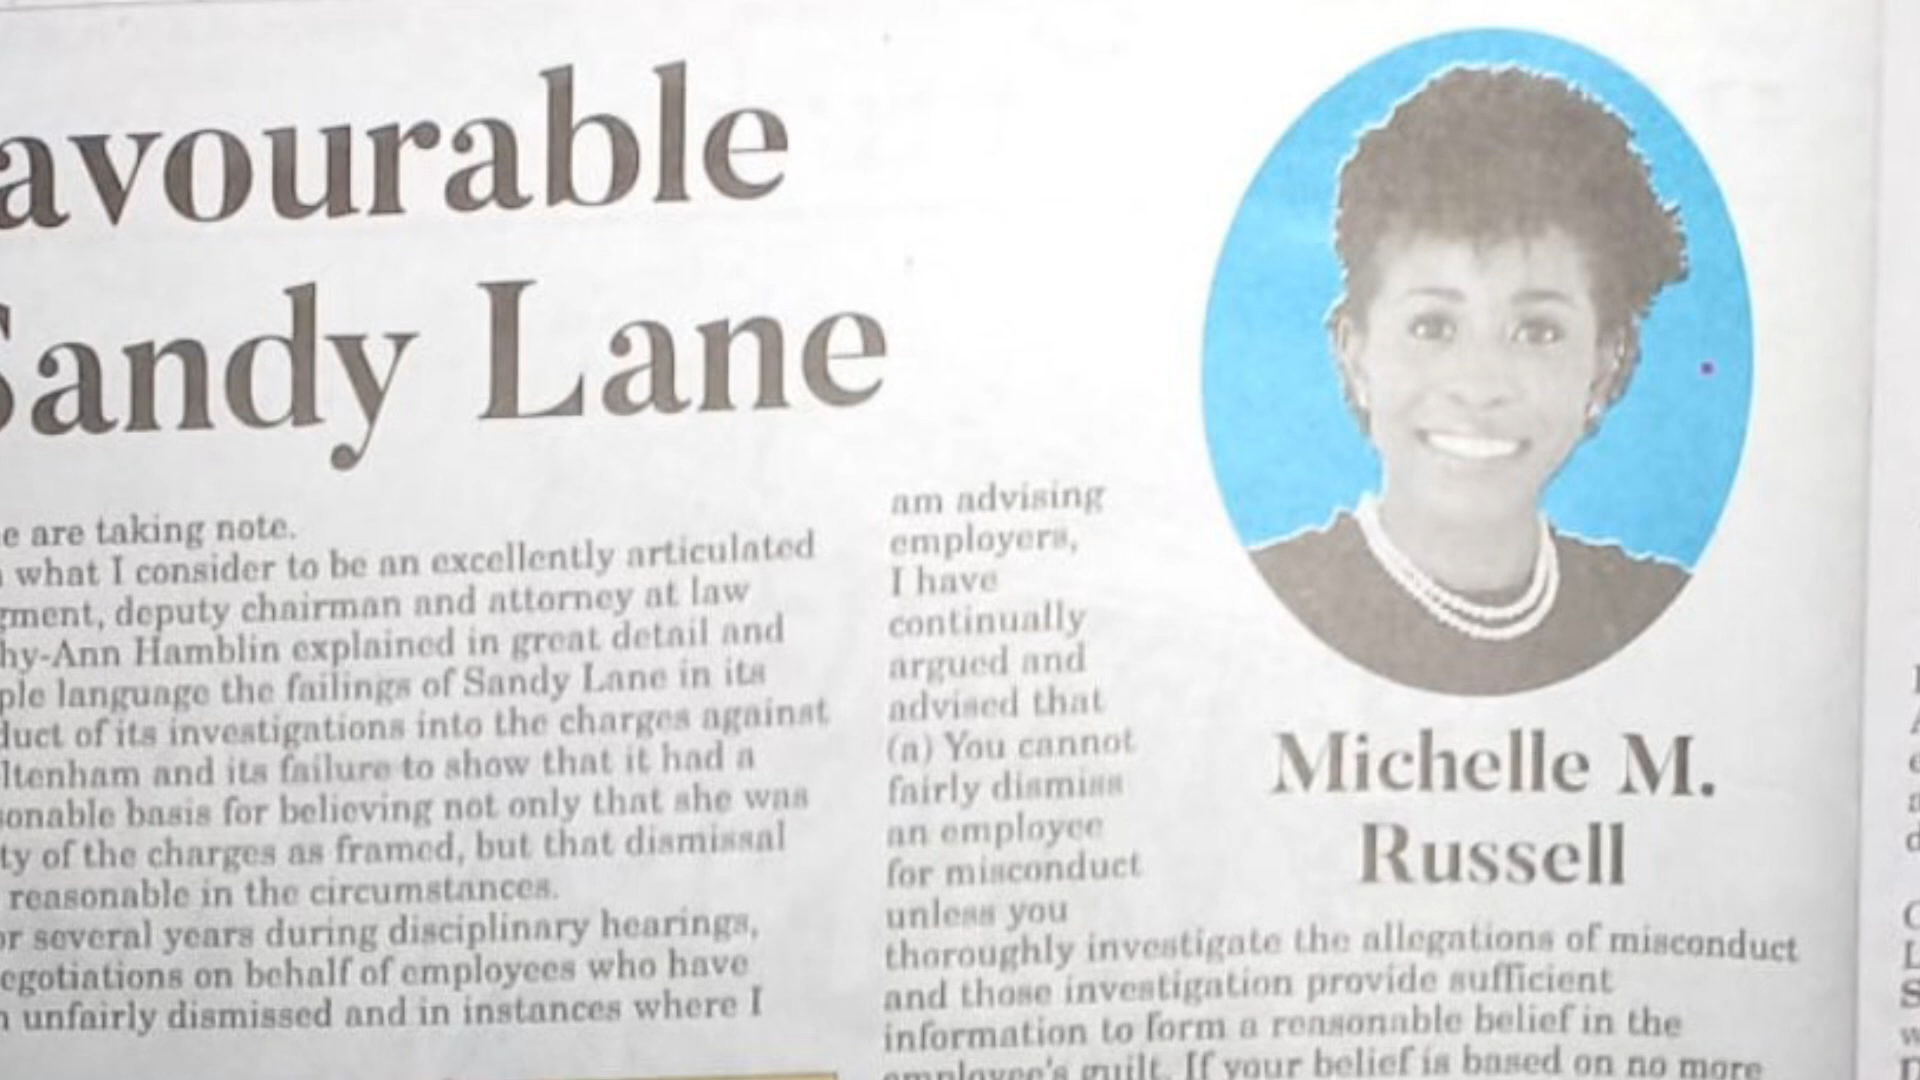 avourable
Sandy Lane
e are taking note.
what I consider to be an excellently articulated
gment, deputy chairman and attorney at law
hy-Ann Hamblin explained in great detail and
ple language the failings of Sandy Lane in its
duct of its investigations into the charges against
ltenham and its failure to show that it had a
sonable basis for believing not only that she was
ty of the charges as framed, but that dismissal
reasonable in the circumstances.
or several years during disciplinary hearings,
egotiations on behalf of employees who have
n unfairly dismissed and in instances where I
am advising
employers,
I have
continually
argued and
advised that
(a) You cannot
fairly dismiss
an employee
for misconduct
unless you
thoroughly investigate the allegations of misconduct
and those investigation provide sufficient
information to form a reasonable belief in the
employee's guilt. If your belief is based on no more
Michelle M.
Russell